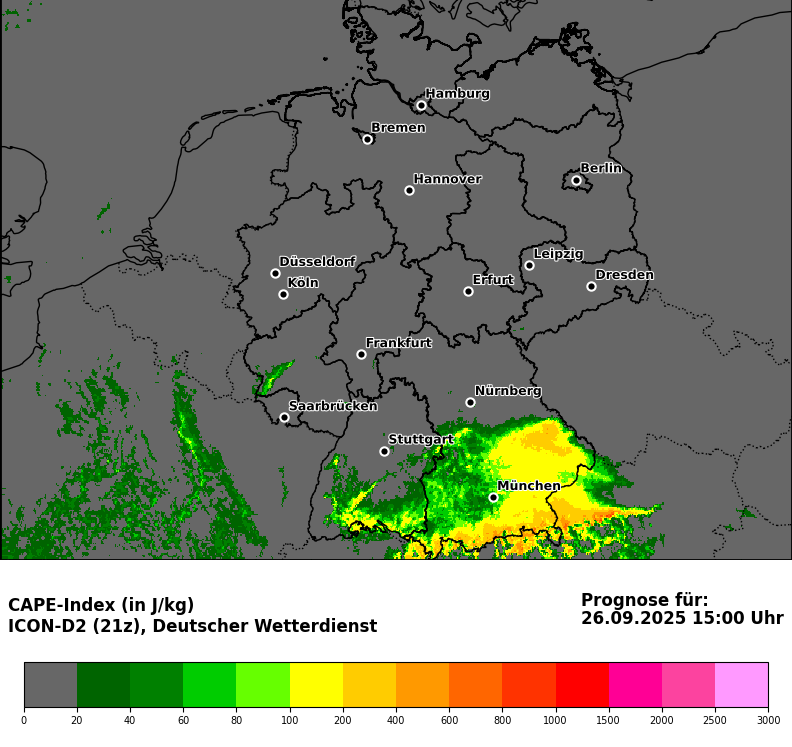 Hamburg
Bremen
Berlin
Hannover
Leipzig
Düsseldorf
Dresden
Köln
Erfurt
Frankfurt
Nürnberg
Saarbrücken
Stuttgart
München
CAPE-Index (in J/kg)
ICON-D2 (21z), Deutscher Wetterdienst
Prognose für:
26.09.2025 15:00 Uhr
0 20 40 60 80 100 200 400 600 800 1000 1500 2000 2500 3000